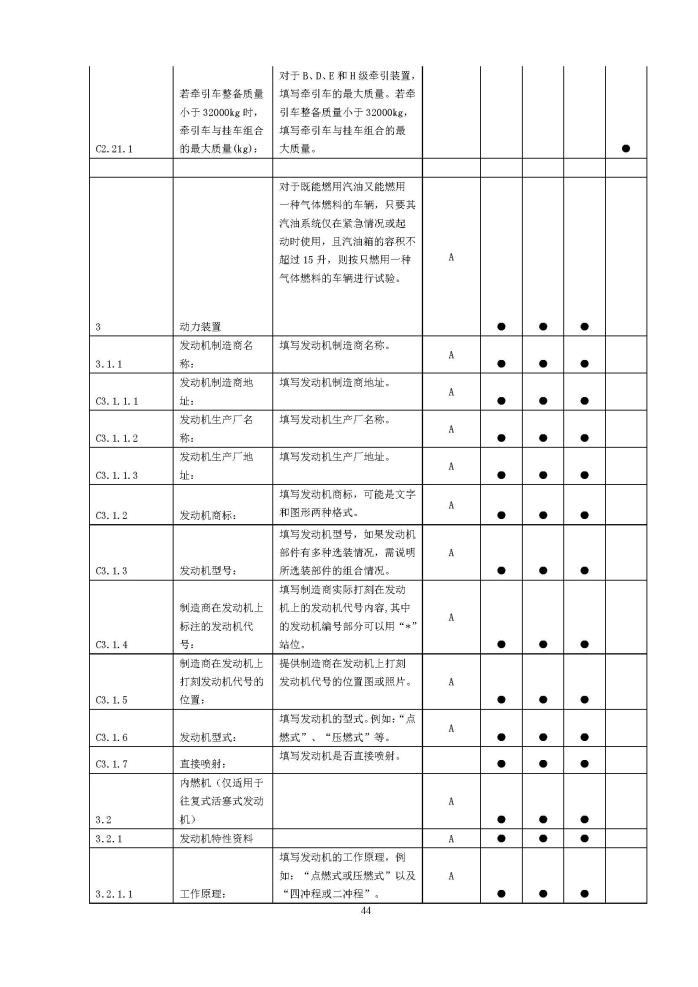 C2.21.1
若牵引车整备质量
小于 32000kg 时，
牵引车与挂车组合
的最大质量(kg)：
对于 B、D、E 和 H 级牵引装置，
填写牵引车的最大质量。若牵
引车整备质量小于 32000kg，
填写牵引车与挂车组合的最
大质量。
●
3
动力装置
对于既能燃用汽油又能燃用
一种气体燃料的车辆，只要其
汽油系统仅在紧急情况或起
动时使用，且汽油箱的容积不
超过 15 升，则按只燃用一种
气体燃料的车辆进行试验。
A
● ● ●
3.1.1
发动机制造商名
称：
填写发动机制造商名称。
A
● ● ●
C3.1.1.1
发动机制造商地
址：
填写发动机制造商地址。
A
● ● ●
C3.1.1.2
发动机生产厂名
称：
填写发动机生产厂名称。
A
● ● ●
C3.1.1.3
发动机生产厂地
址：
填写发动机生产厂地址。
A
● ● ●
C3.1.2
发动机商标：
填写发动机商标，可能是文字
和图形两种格式。
A
● ● ●
C3.1.3
发动机型号：
填写发动机型号，如果发动机
部件有多种选装情况，需说明
所选装部件的组合情况。
A
● ● ●
C3.1.4
制造商在发动机上
标注的发动机代
号：
填写制造商实际打刻在发动
机上的发动机代号内容,其中
的发动机编号部分可以用“*”
站位。
A
● ● ●
C3.1.5
制造商在发动机上
打刻发动机代号的
位置：
提供制造商在发动机上打刻
发动机代号的位置图或照片。
A
● ● ●
C3.1.6
发动机型式：
填写发动机的型式。例如：“点
燃式”、“压燃式”等。
A
● ● ●
C3.1.7
直接喷射：
填写发动机是否直接喷射。
● ● ●
3.2
内燃机（仅适用于
往复式活塞式发动
机）
A
● ● ●
3.2.1
发动机特性资料
A
● ● ●
3.2.1.1
工作原理：
填写发动机的工作原理，例
如：“点燃式或压燃式”以及
“四冲程或二冲程”。
A
● ● ●
44